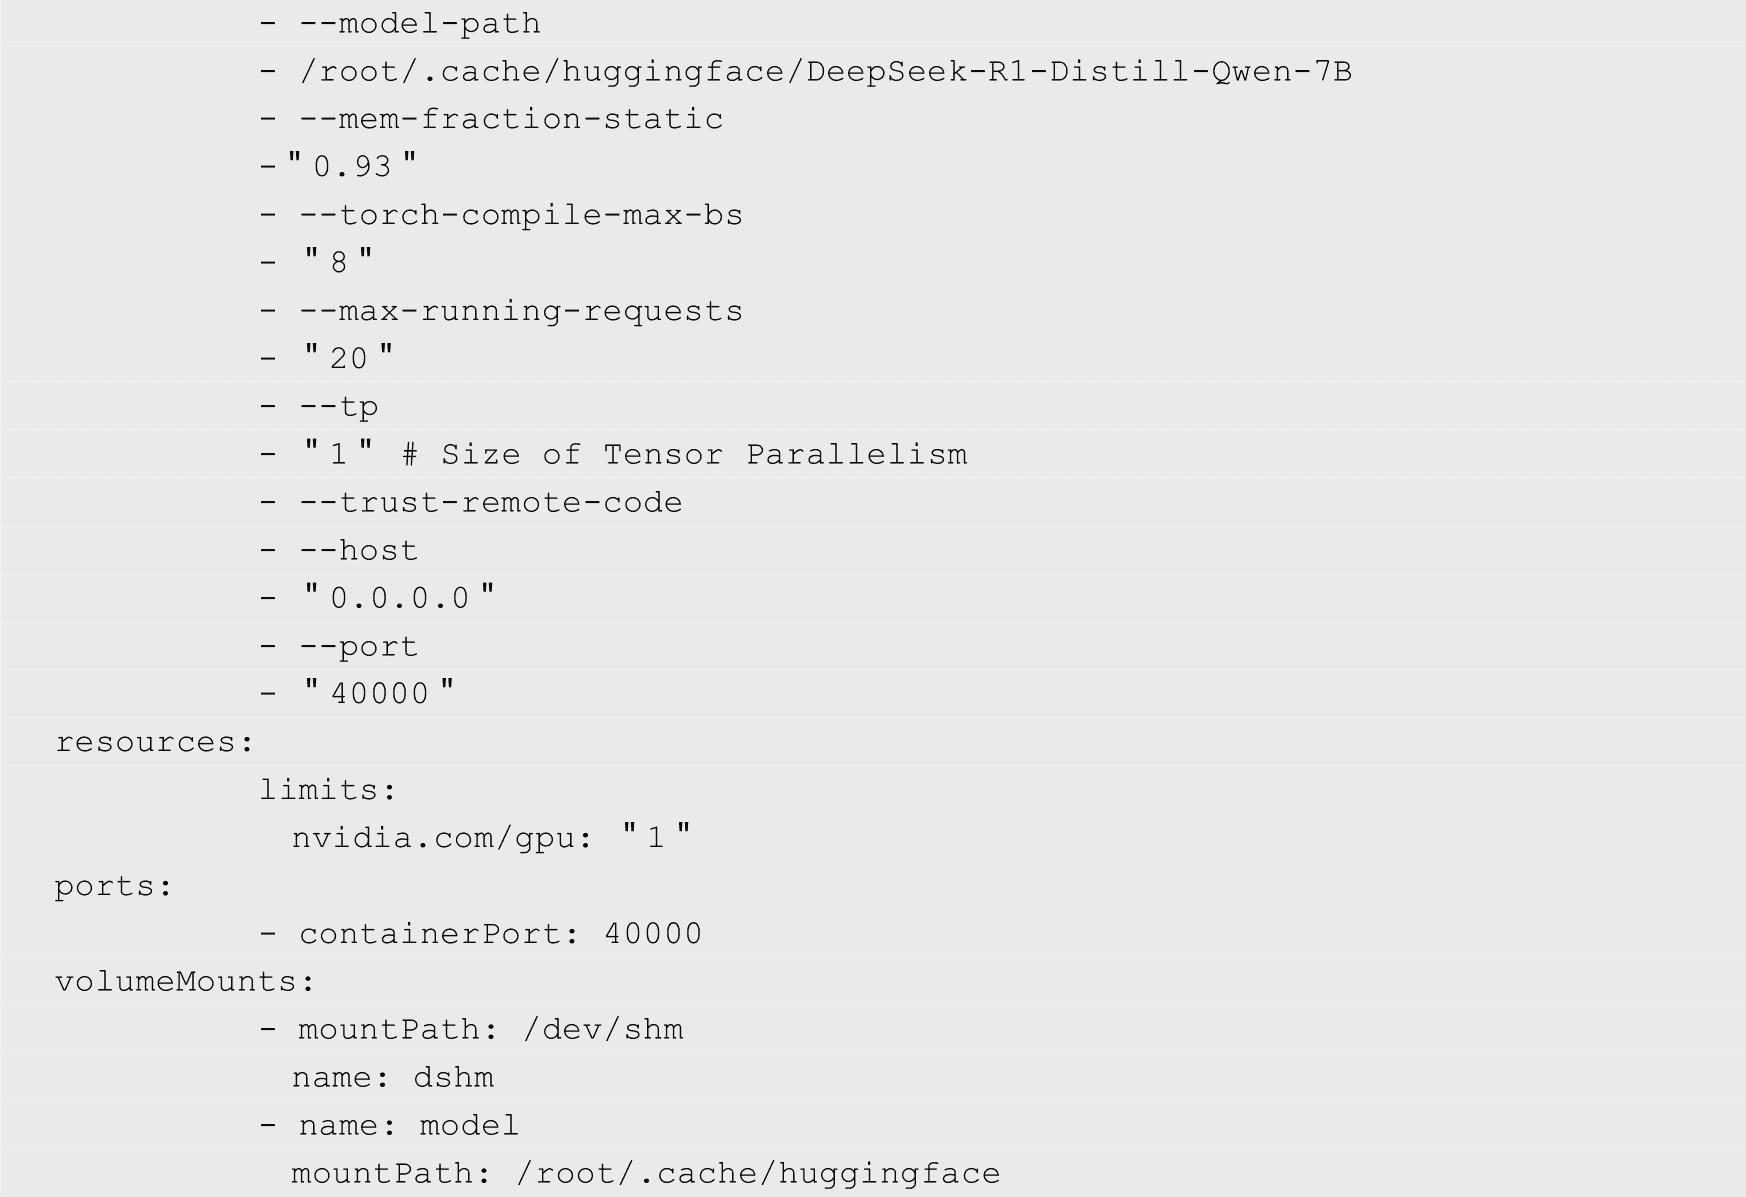 - --model-path
- /root/.cache/huggingface/DeepSeek-R1-Distill-Qwen-7B
- --mem-fraction-static
-" 0.93 "
- --torch-compile-max-bs
- " 8 "
- --max-running-requests
- " 20 "
- --tp
- " 1 " # Size of Tensor Parallelism
- --trust-remote-code
- --host
- " 0.0.0.0 "
- --port
- " 40000 "
resources:
limits:
nvidia.com/gpu: " 1 "
ports:
- containerPort: 40000
volumeMounts:
- mountPath: /dev/shm
name: dshm
- name: model
mountPath: /root/.cache/huggingface